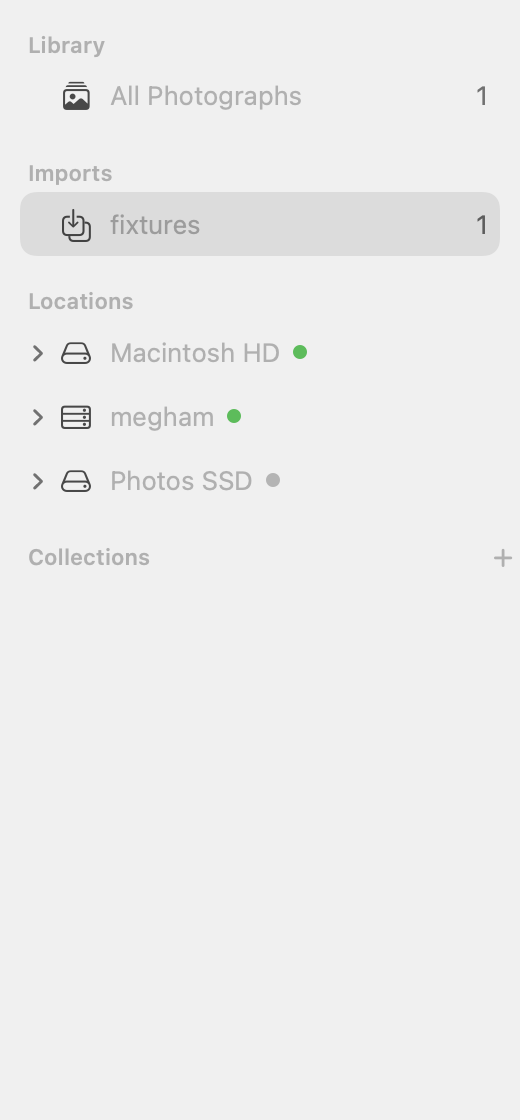 Library
All Photographs 1
Imports
fixtures 1
Locations
Macintosh HD
megham
Photos SSD
Collections